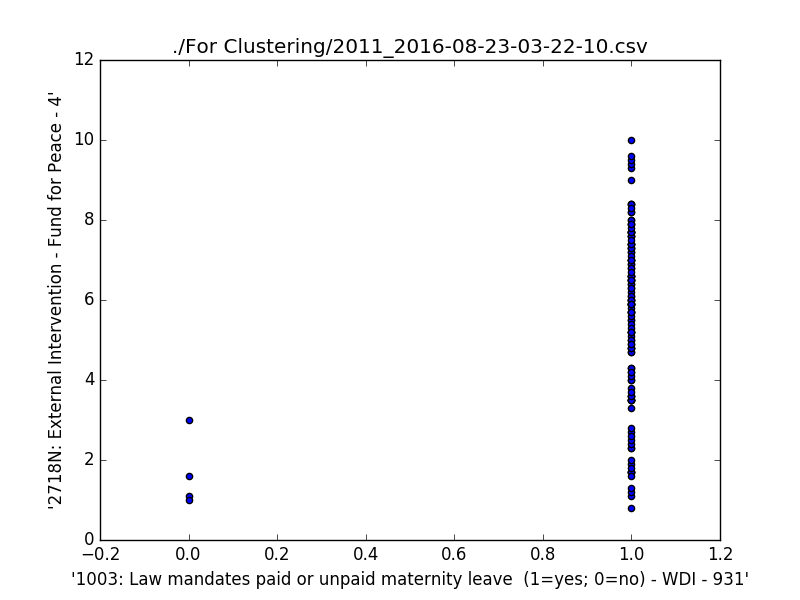 ./For Clustering/2011_2016-08-23-03-22-10.csv
12
10
8
6
4
2
0
'2718N: External Intervention - Fund for Peace - 4'
−0.2 0.0 0.2 0.4 0.6 0.8 1.0 1.2
'1003: Law mandates paid or unpaid maternity leave  (1=yes; 0=no) - WDI - 931'